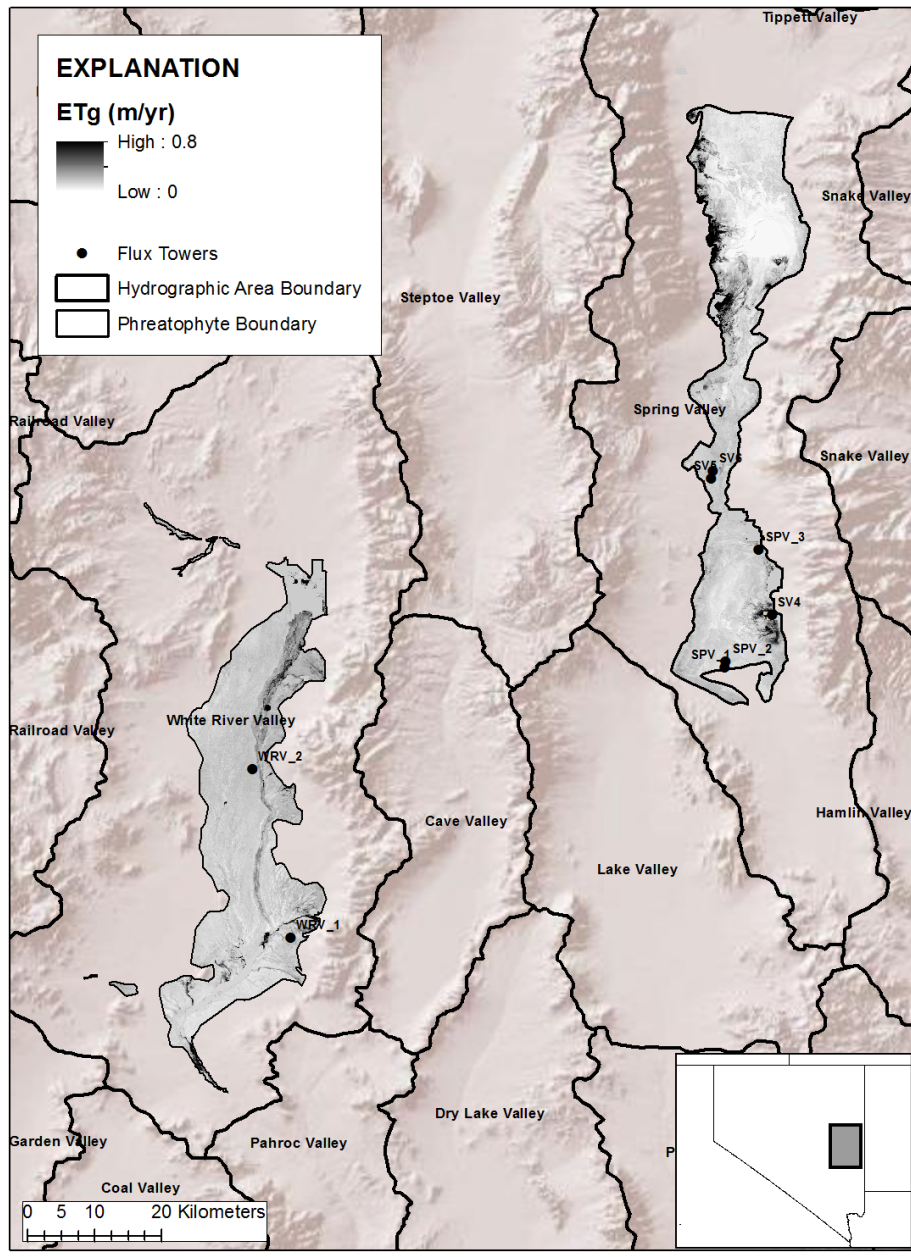 Tippett Valley
EXPLANATION
ETg (m/yr)
High : 0.8
Low : 0
Flux Towers
Hydrographic Area Boundary
Phreatophyte Boundary
Snake Valley
Steptoe Valley
Spring Valley
Railroad Valley
Snake Valley
SV6
SV5
SPV_3
SV4
SPV_2
SPV_1
White River Valley
Railroad Valley
WRV_2
Cave Valley
Hamlin Valley
Lake Valley
WRV_1
Dry Lake Valley
Garden Valley
Pahroc Valley
P
Coal Valley
0 5 10 20 Kilometers